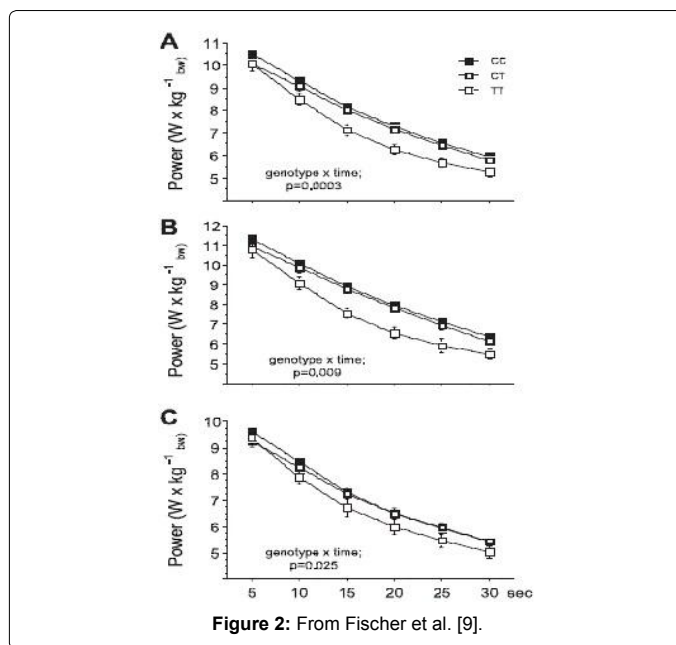 A
11
10
9
8
7
6
5
Power (W x kg⁻¹ bw)
CC
CT
TT
genotype x time;
p=0,0003
B
12
11
10
9
8
7
6
5
Power (W x kg⁻¹ bw)
genotype x time;
p=0,009
C
10
9
8
7
6
5
Power (W x kg⁻¹ bw)
genotype x time;
p=0,025
5 10 15 20 25 30 sec
Figure 2: From Fischer et al. [9].